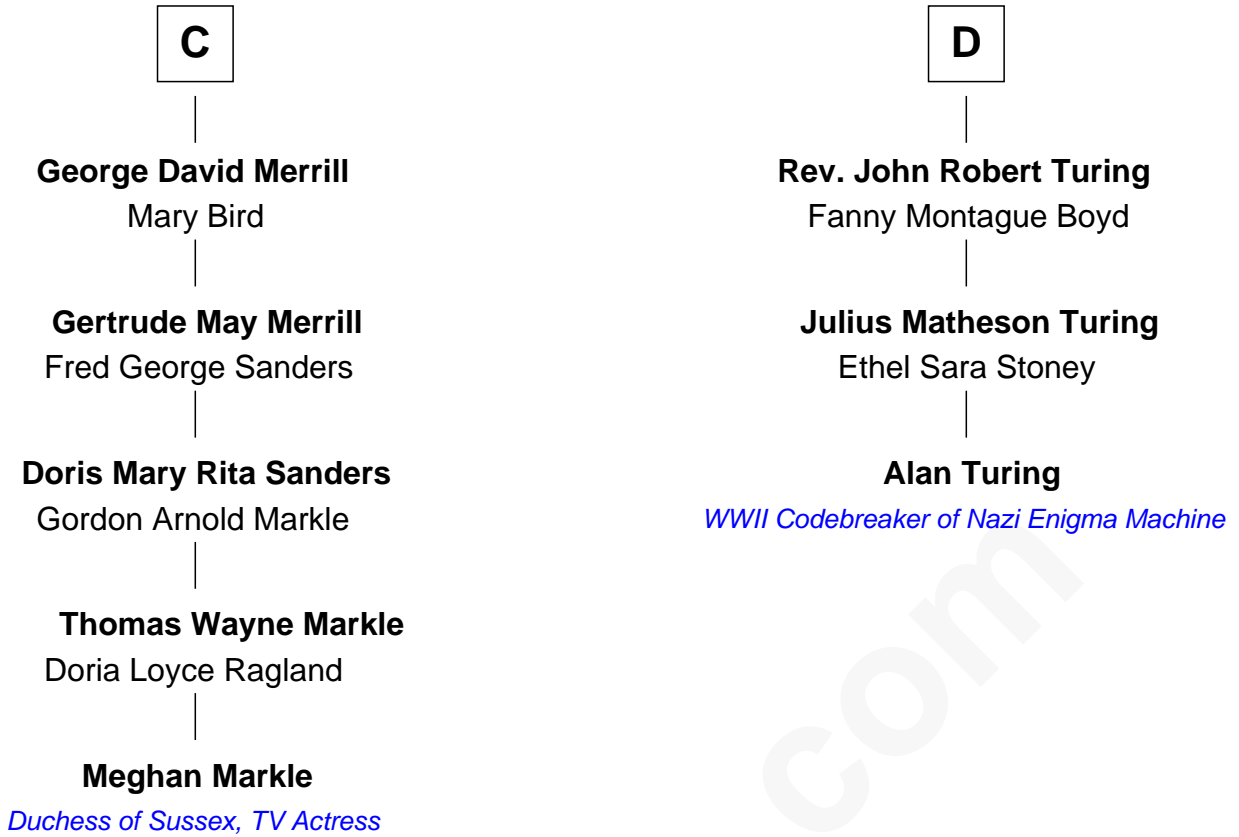 C
George David Merrill
Mary Bird
Gertrude May Merrill
Fred George Sanders
Doris Mary Rita Sanders
Gordon Arnold Markle
Thomas Wayne Markle
Doria Loyce Ragland
Meghan Markle
Duchess of Sussex, TV Actress
D
Rev. John Robert Turing
Fanny Montague Boyd
Julius Matheson Turing
Ethel Sara Stoney
Alan Turing
WWII Codebreaker of Nazi Enigma Machine
com